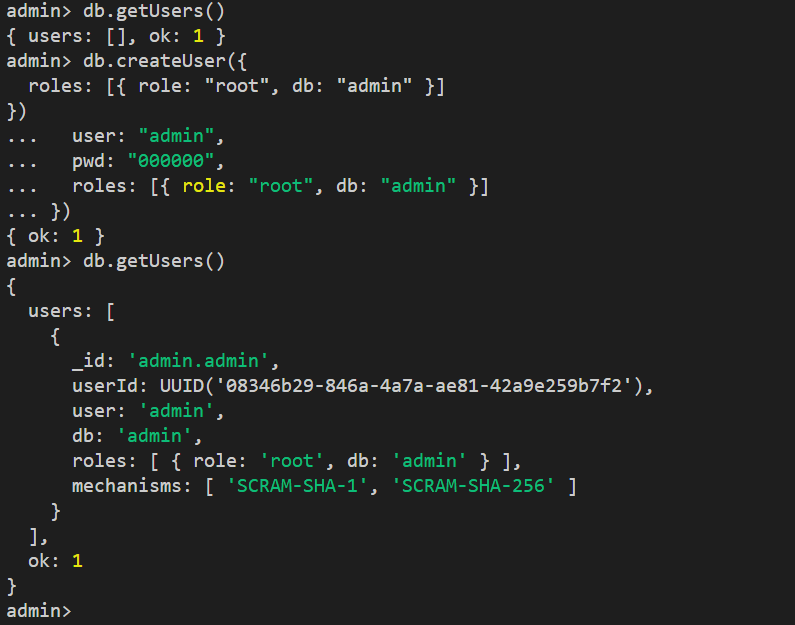 admin> db.getUsers()
{ users: [], ok: 1 }
admin> db.createUser({
  roles: [{ role: "root", db: "admin" }]
})
...   user: "admin",
...   pwd: "000000",
...   roles: [{ role: "root", db: "admin" }]
... })
{ ok: 1 }
admin> db.getUsers()
{
  users: [
    {
      _id: 'admin.admin',
      userId: UUID('08346b29-846a-4a7a-ae81-42a9e259b7f2'),
      user: 'admin',
      db: 'admin',
      roles: [ { role: 'root', db: 'admin' } ],
      mechanisms: [ 'SCRAM-SHA-1', 'SCRAM-SHA-256' ]
    }
  ],
  ok: 1
}
admin>